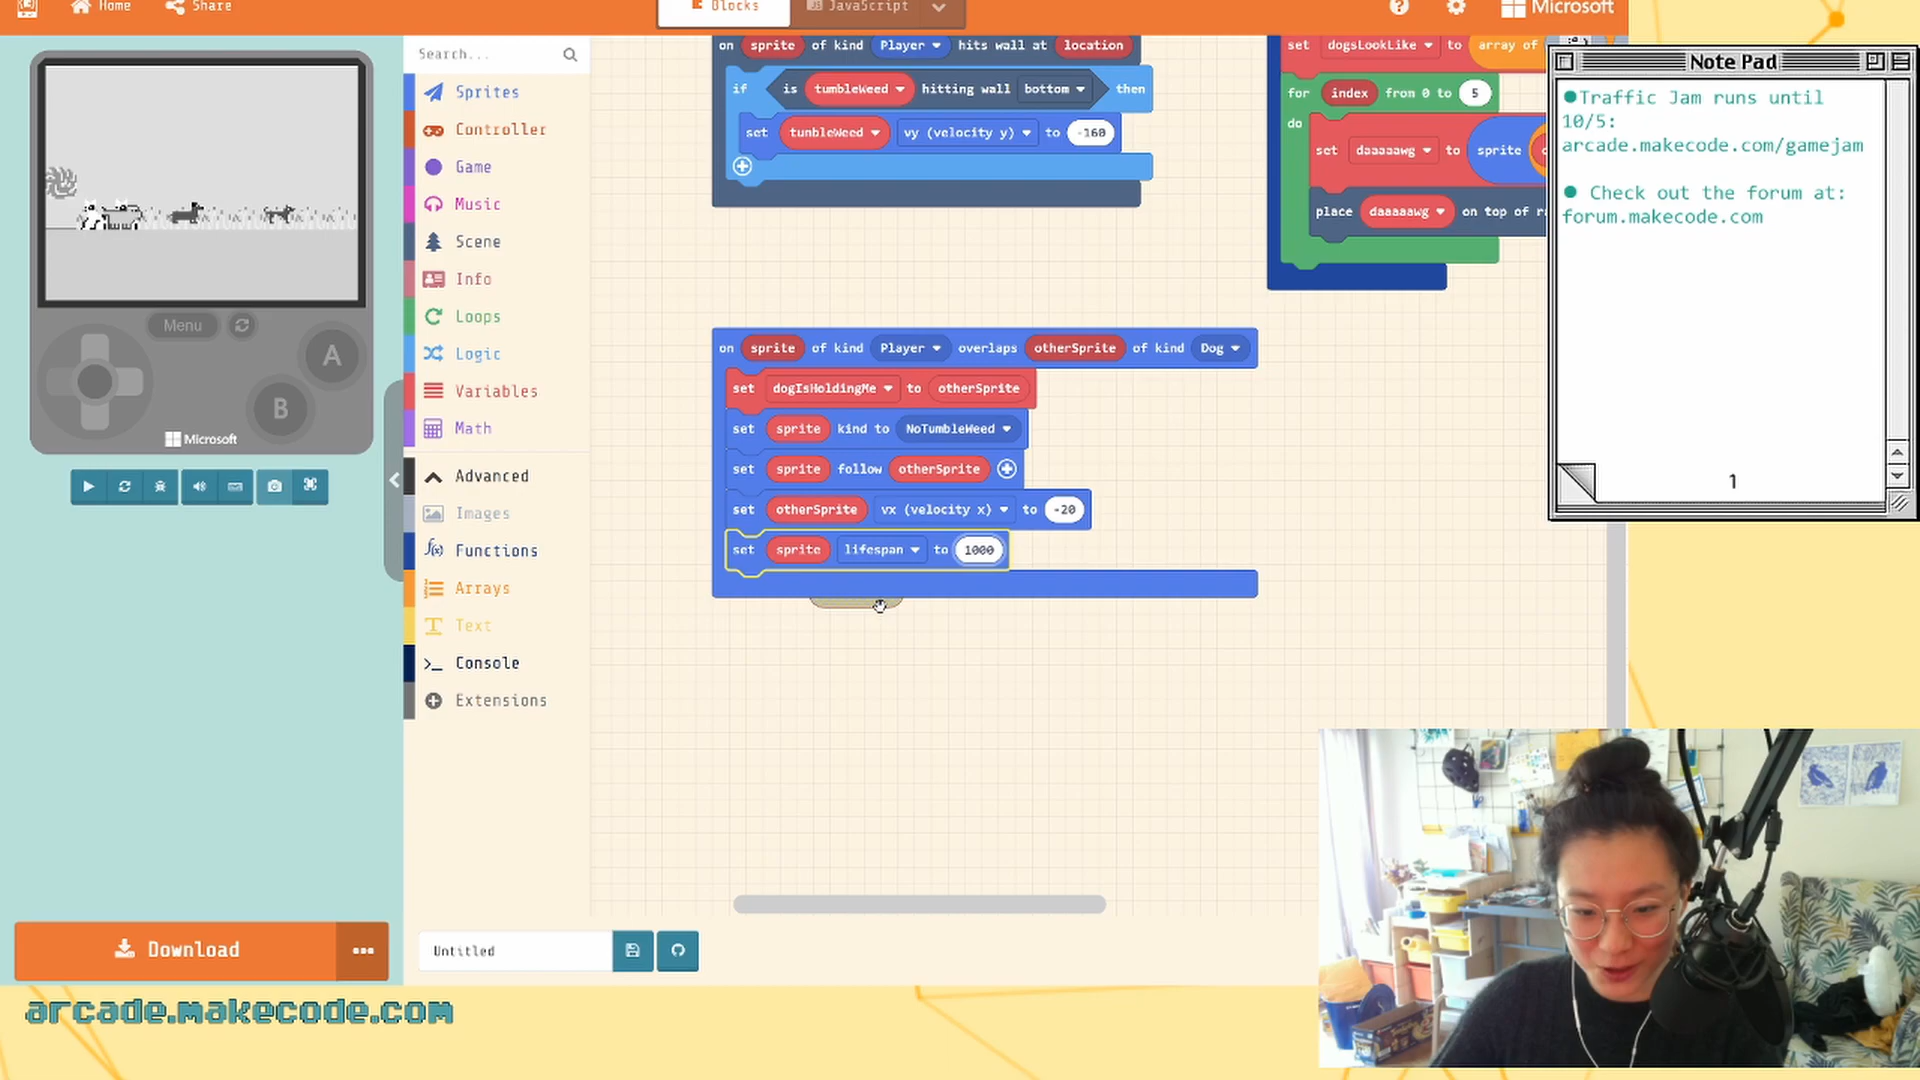 Home
Share
Blocks
JavaScript
Microsoft
Search...
Sprites
Controller
Game
Music
Scene
Info
Loops
Logic
Variables
Math
Advanced
Images
Functions
Arrays
Text
Console
Extensions
Menu
A
B
Microsoft
on sprite of kind Player hits wall at location
if is tumbleWeed hitting wall bottom then
set tumbleWeed vy (velocity y) to -160
set dogsLookLike to array of
for index from 0 to 5
do
set daaaaawg to sprite
place daaaaawg on top of
on sprite of kind Player overlaps otherSprite of kind Dog
set dogIsHoldingMe to otherSprite
set sprite kind to NoTumbleWeed
set sprite follow otherSprite
set otherSprite vx (velocity x) to -20
set sprite lifespan to 1000
Note Pad
●Traffic Jam runs until
10/5:
arcade.makecode.com/gamejam
● Check out the forum at:
forum.makecode.com
1
Download
Untitled
arcade.makecode.com